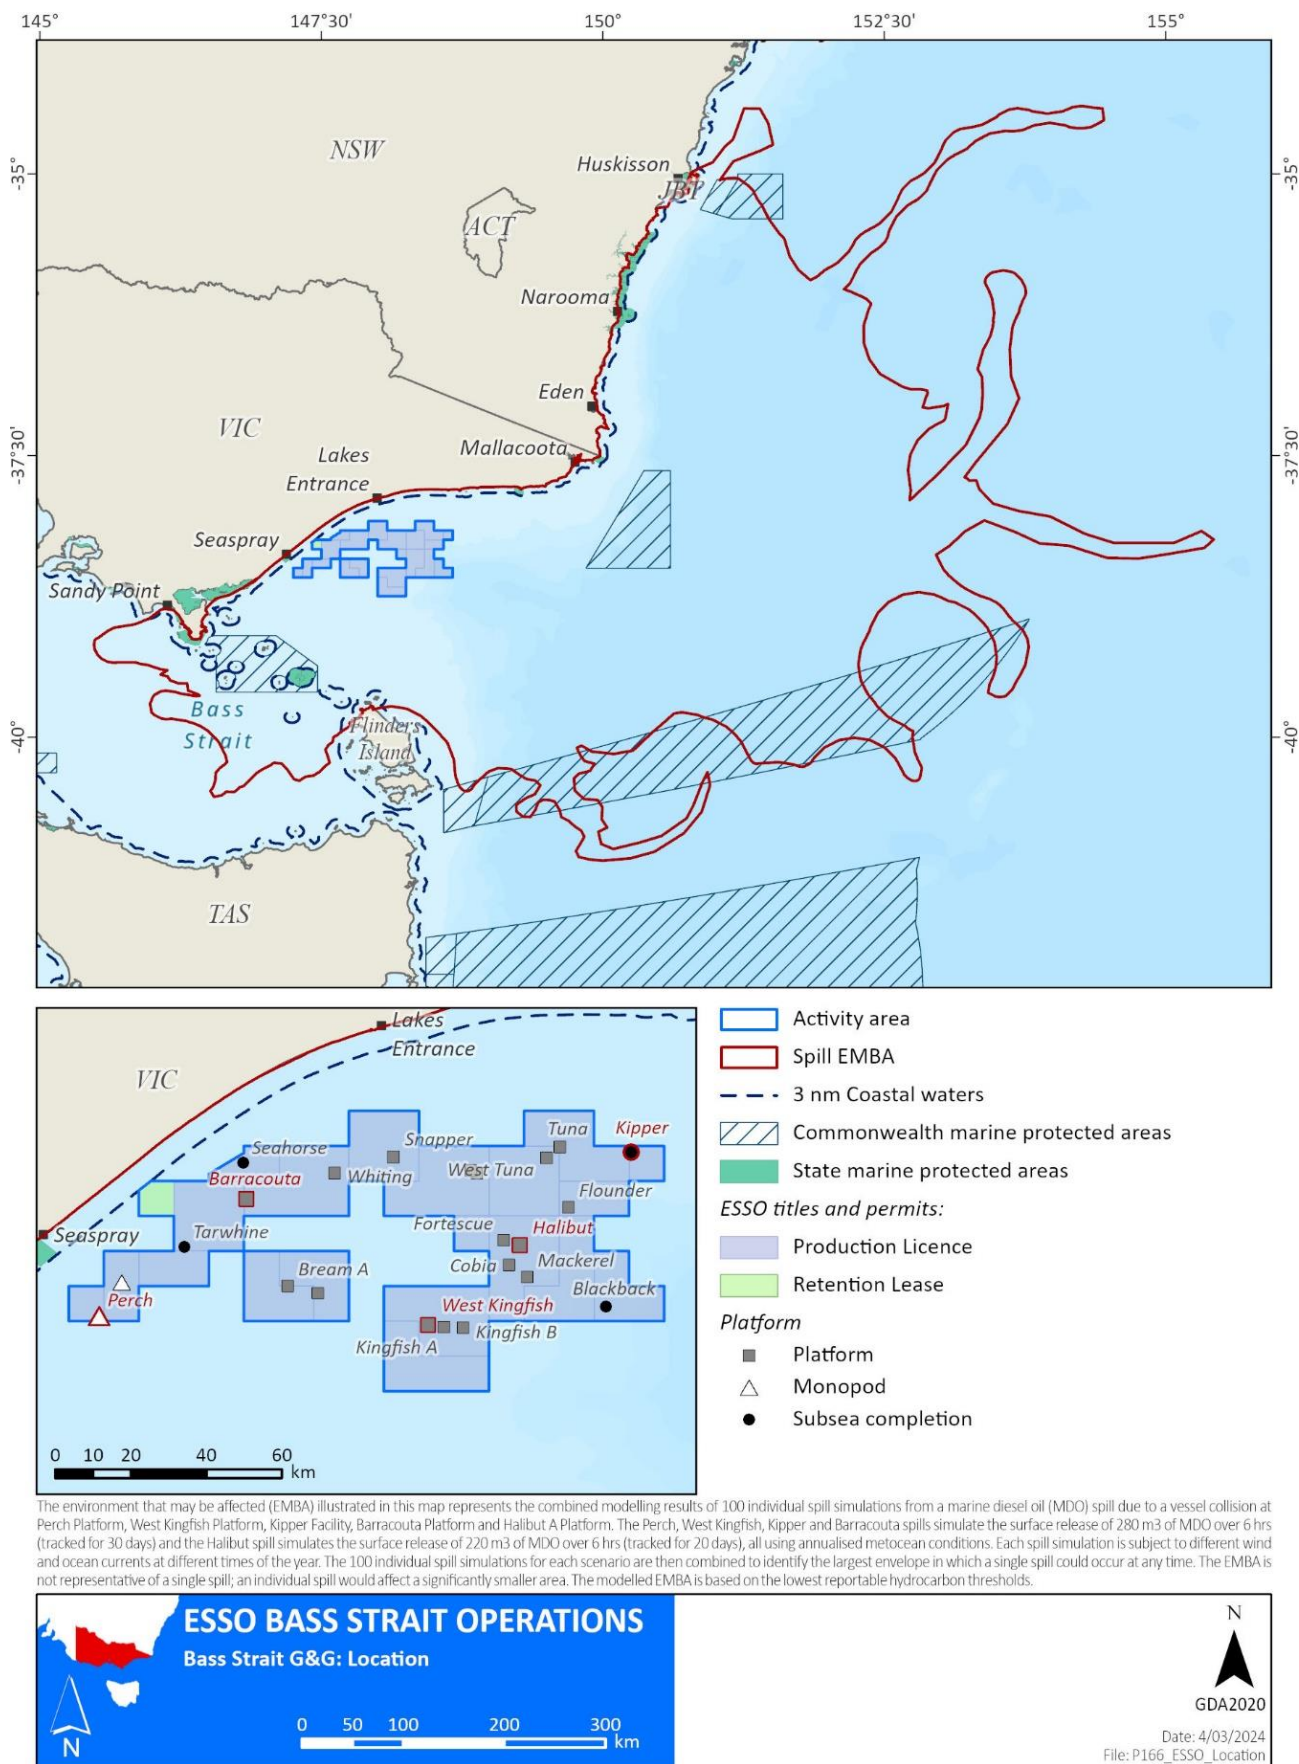 145°
147°30'
150°
152°30'
155°
-35°
-35°
NSW
Huskisson
JBT
ACT
Narooma
Eden
-37°30'
-37°30'
VIC
Mallacoota
Lakes
Entrance
Seaspray
Sandy Point
Bass
Strait
Flinders
Island
-40°
-40°
TAS
Lakes
Entrance
VIC
Seahorse
Snapper
Tuna
Kipper
Barracouta
Whiting
West Tuna
Flounder
Seaspray
Tarwhine
Fortescue
Halibut
Cobia
Mackerel
Bream A
Blackback
Perch
West Kingfish
Kingfish A
Kingfish B
0 10 20 40 60
km
Activity area
Spill EMBA
3 nm Coastal waters
Commonwealth marine protected areas
State marine protected areas
ESSO titles and permits:
Production Licence
Retention Lease
Platform
Platform
Monopod
Subsea completion
The environment that may be affected (EMBA) illustrated in this map represents the combined modelling results of 100 individual spill simulations from a marine diesel oil (MDO) spill due to a vessel collision at
Perch Platform, West Kingfish Platform, Kipper Facility, Barracouta Platform and Halibut A Platform. The Perch, West Kingfish, Kipper and Barracouta spills simulate the surface release of 280 m3 of MDO over 6 hrs
(tracked for 30 days) and the Halibut spill simulates the surface release of 220 m3 of MDO over 6 hrs (tracked for 20 days), all using annualised metocean conditions. Each spill simulation is subject to different wind
and ocean currents at different times of the year. The 100 individual spill simulations for each scenario are then combined to identify the largest envelope in which a single spill could occur at any time. The EMBA is
not representative of a single spill; an individual spill would affect a significantly smaller area. The modelled EMBA is based on the lowest reportable hydrocarbon thresholds.
ESSO BASS STRAIT OPERATIONS
Bass Strait G&G: Location
0 50 100 200 300
km
N
N
GDA2020
Date: 4/03/2024
File: P166_ESSO_Location